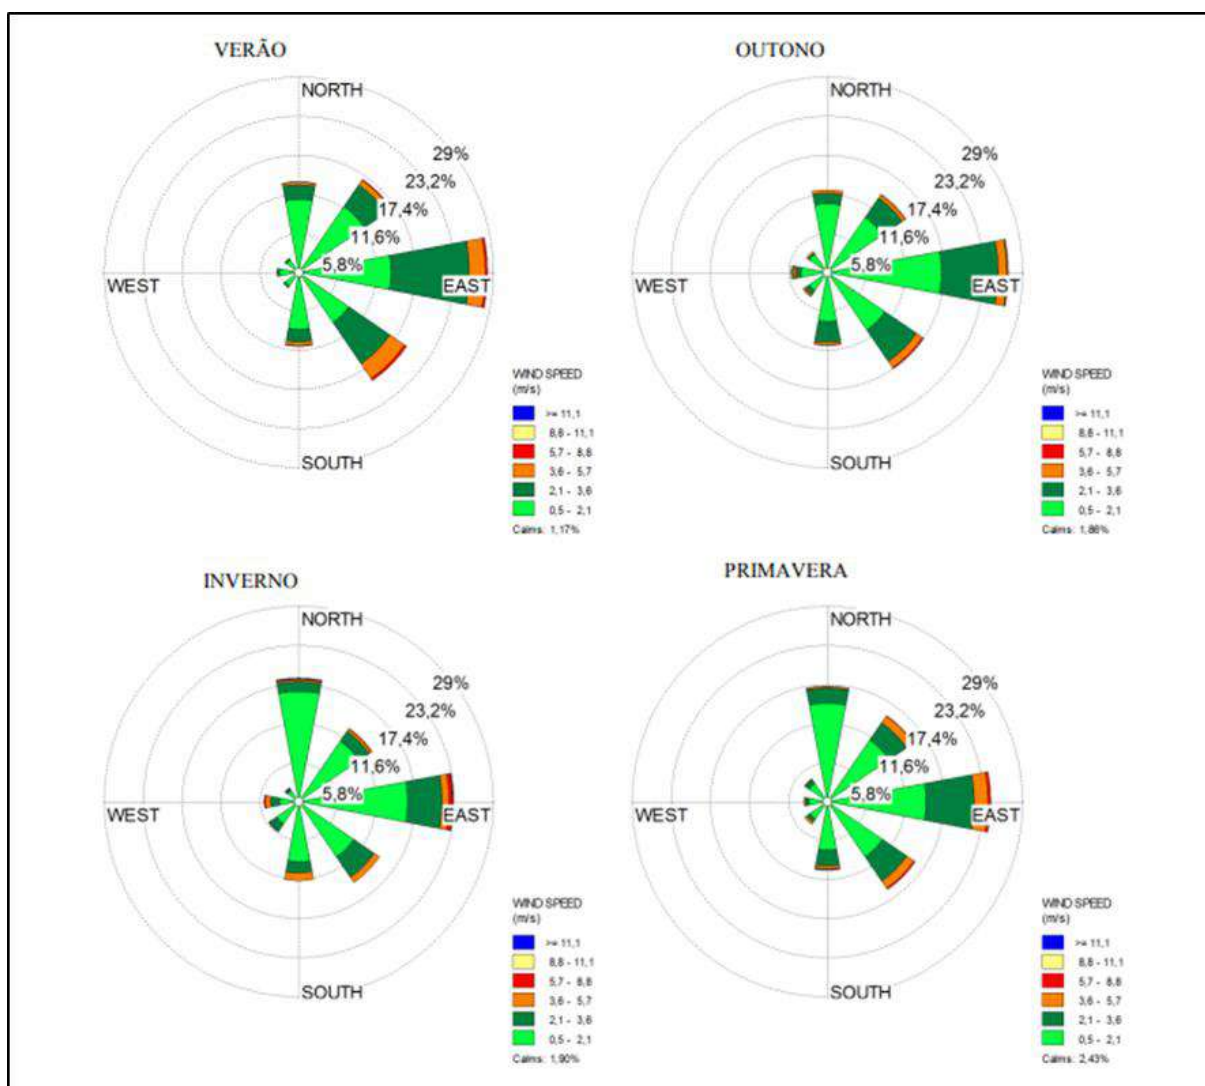 VERÃO
NORTH
29%
23,2%
17,4%
11,6%
5,8%
WEST
EAST
SOUTH
WIND SPEED
(m/s)
>= 11,1
8,8 - 11,1
5,7 - 8,8
3,6 - 5,7
2,1 - 3,6
0,5 - 2,1
Calms: 1,17%
OUTONO
NORTH
29%
23,2%
17,4%
11,6%
5,8%
WEST
EAST
SOUTH
WIND SPEED
(m/s)
>= 11,1
8,8 - 11,1
5,7 - 8,8
3,6 - 5,7
2,1 - 3,6
0,5 - 2,1
Calms: 1,86%
INVERNO
NORTH
29%
23,2%
17,4%
11,6%
5,8%
WEST
EAST
SOUTH
WIND SPEED
(m/s)
>= 11,1
8,8 - 11,1
5,7 - 8,8
3,6 - 5,7
2,1 - 3,6
0,5 - 2,1
Calms: 1,90%
PRIMAVERA
NORTH
29%
23,2%
17,4%
11,6%
5,8%
WEST
EAST
SOUTH
WIND SPEED
(m/s)
>= 11,1
8,8 - 11,1
5,7 - 8,8
3,6 - 5,7
2,1 - 3,6
0,5 - 2,1
Calms: 2,43%